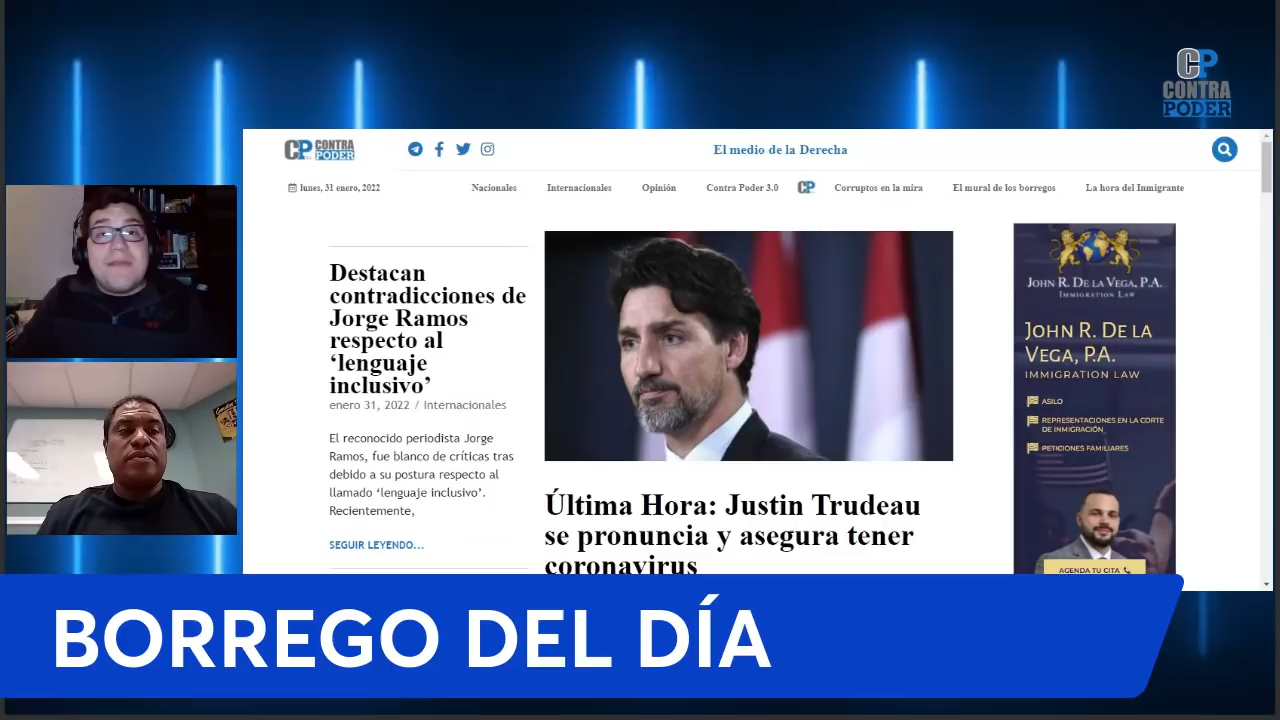 CP
CONTRA
PODER
CP CONTRA
PODER
El medio de la Derecha
lunes, 31 enero, 2022
Nacionales
Internacionales
Opinión
Contra Poder 3.0
CP
Corruptos en la mira
El mural de los borregos
La hora del Inmigrante
Destacan
contradicciones de
Jorge Ramos
respecto al
‘lenguaje
inclusivo’
enero 31, 2022 / Internacionales
El reconocido periodista Jorge
Ramos, fue blanco de críticas tras
debido a su postura respecto al
llamado ‘lenguaje inclusivo’.
Recientemente,
SEGUIR LEYENDO...
Última Hora: Justin Trudeau
se pronuncia y asegura tener
coronavirus
JOHN R. DE LA VEGA, P.A.
IMMIGRATION LAW
JOHN R. DE LA
VEGA, P.A.
IMMIGRATION LAW
ASILO
REPRESENTACIONES EN LA CORTE
DE INMIGRACIÓN
PETICIONES FAMILIARES
AGENDA TU CITA
BORREGO DEL DÍA